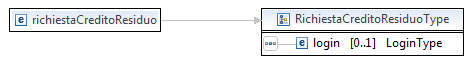 e richiestaCreditoResiduo
RichiestaCreditoResiduoType
e login [0..1] LoginType